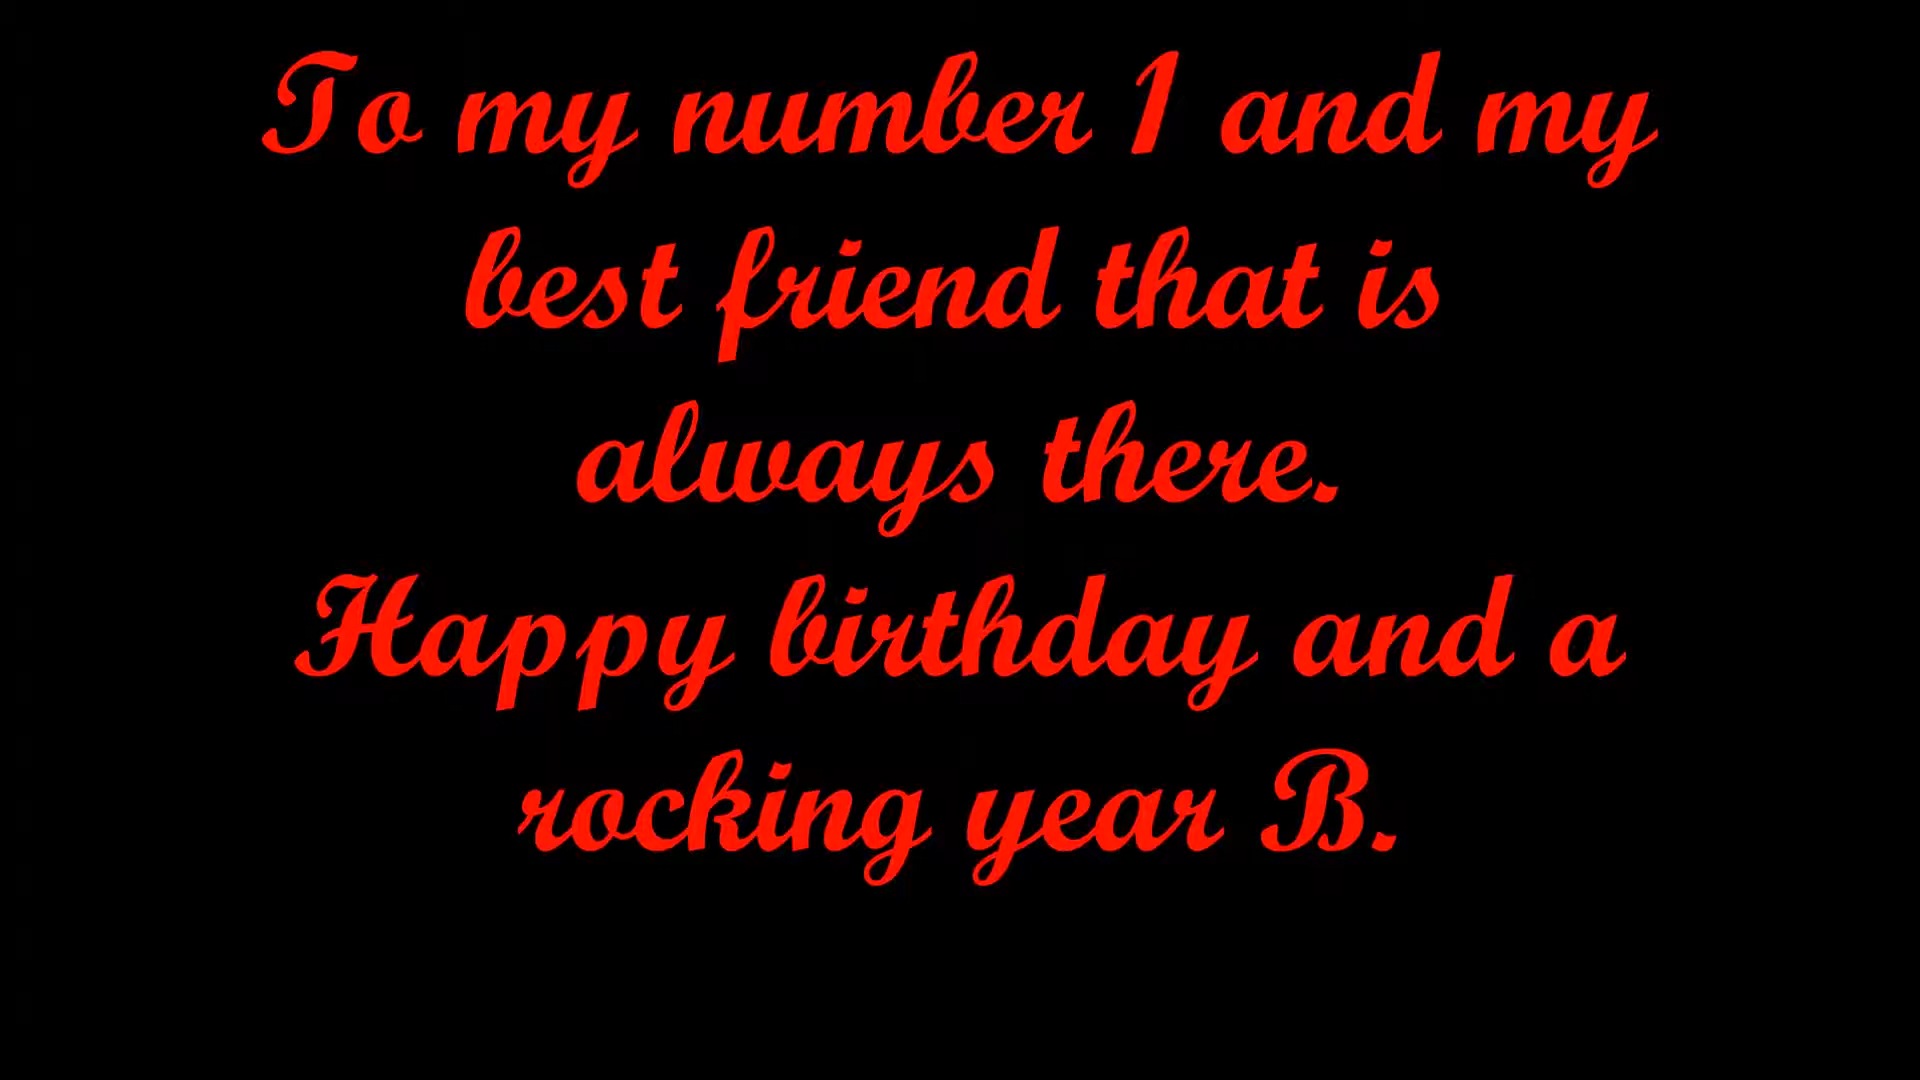 To my number 1 and my
best friend that is
always there.
Happy birthday and a
rocking year B.